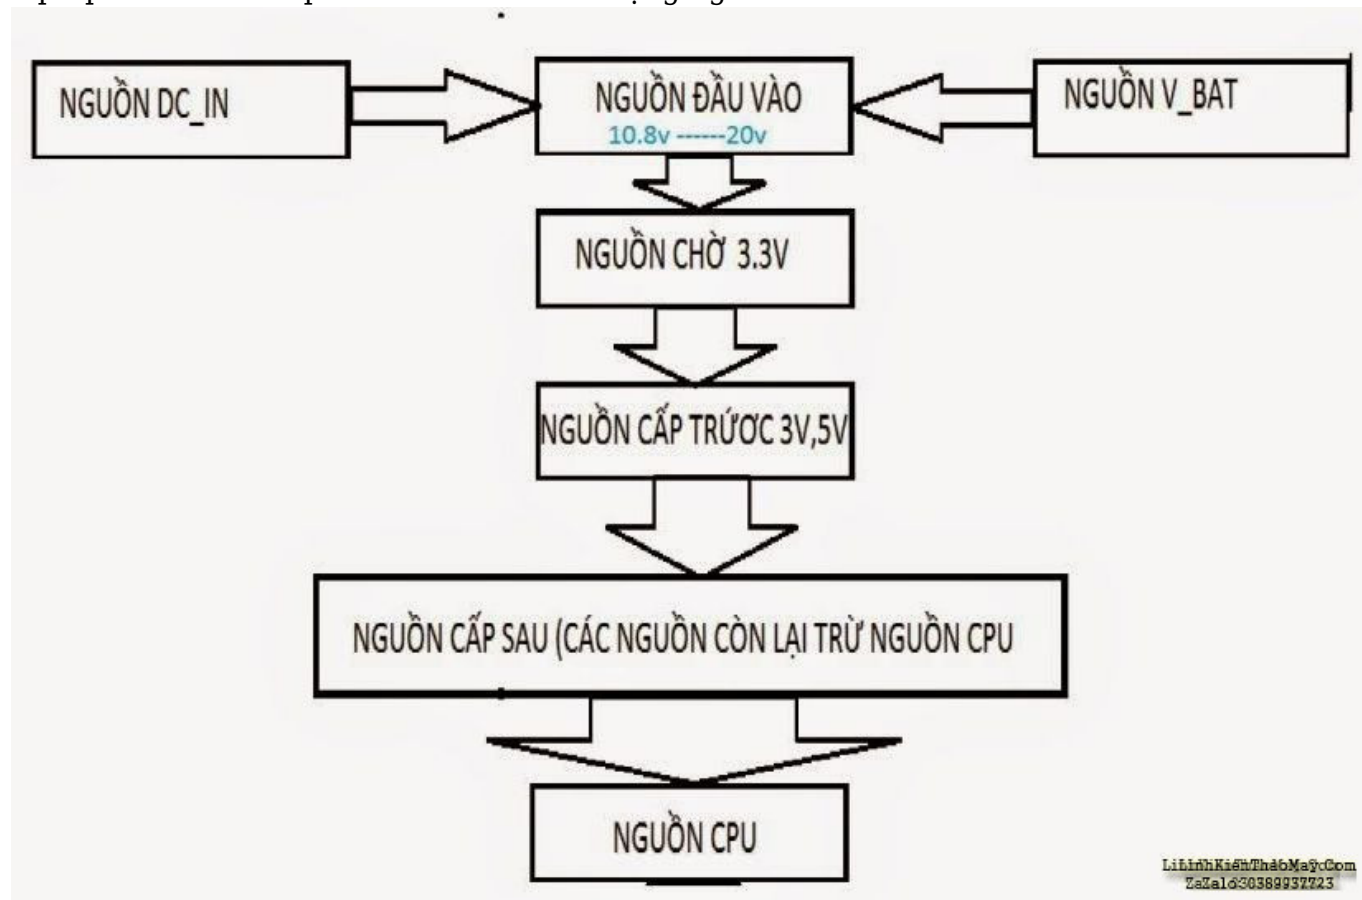 NGUỒN DC_IN
NGUỒN ĐẦU VÀO
10.8v ------20v
NGUỒN V_BAT
NGUỒN CHỜ 3.3V
NGUỒN CẤP TRỨƠC 3V,5V
NGUỒN CẤP SAU (CÁC NGUỒN CÒN LẠI TRỪ NGUỒN CPU
NGUỒN CPU